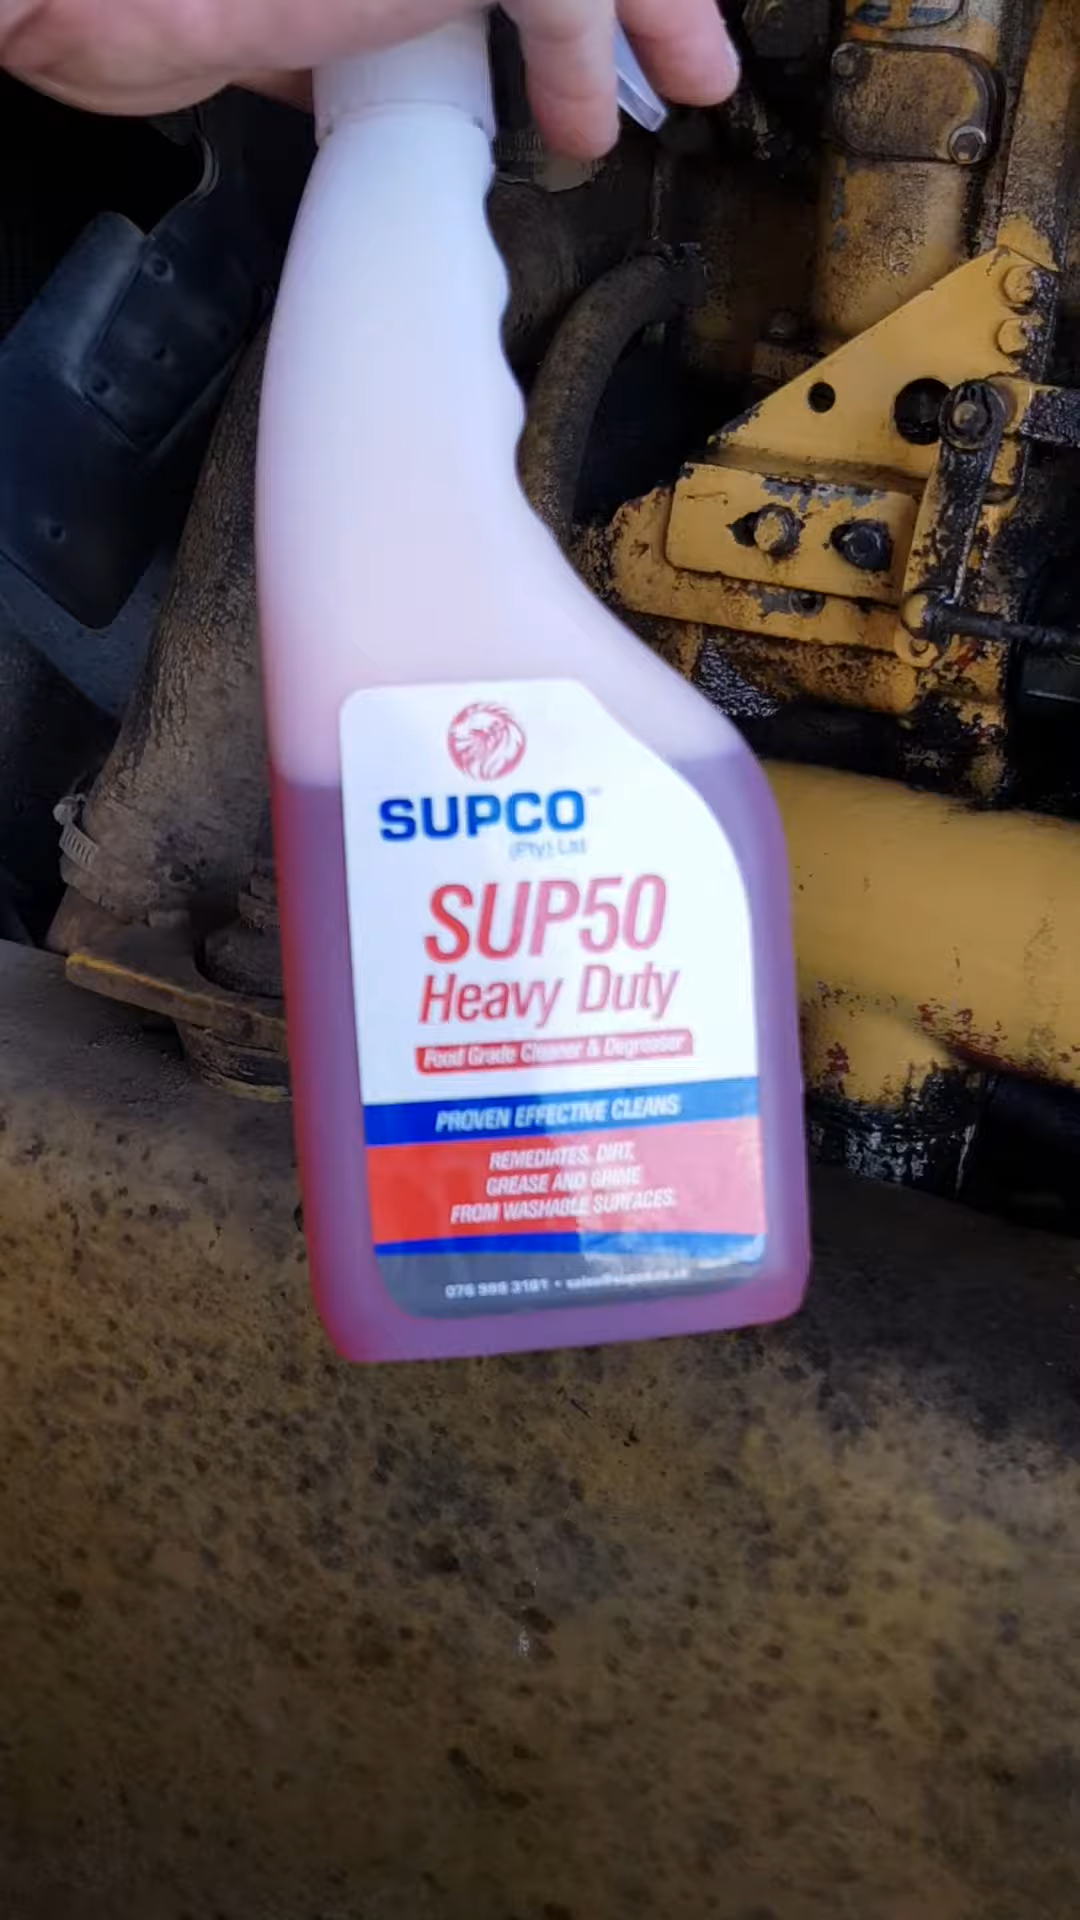 SUPCO
(Pty) Ltd
SUP50
Heavy Duty
Food Grade Cleaner & Degreaser
PROVEN EFFECTIVE CLEANS
REMEDIATES, DIRT,
GREASE AND GRIME
FROM WASHABLE SURFACES.